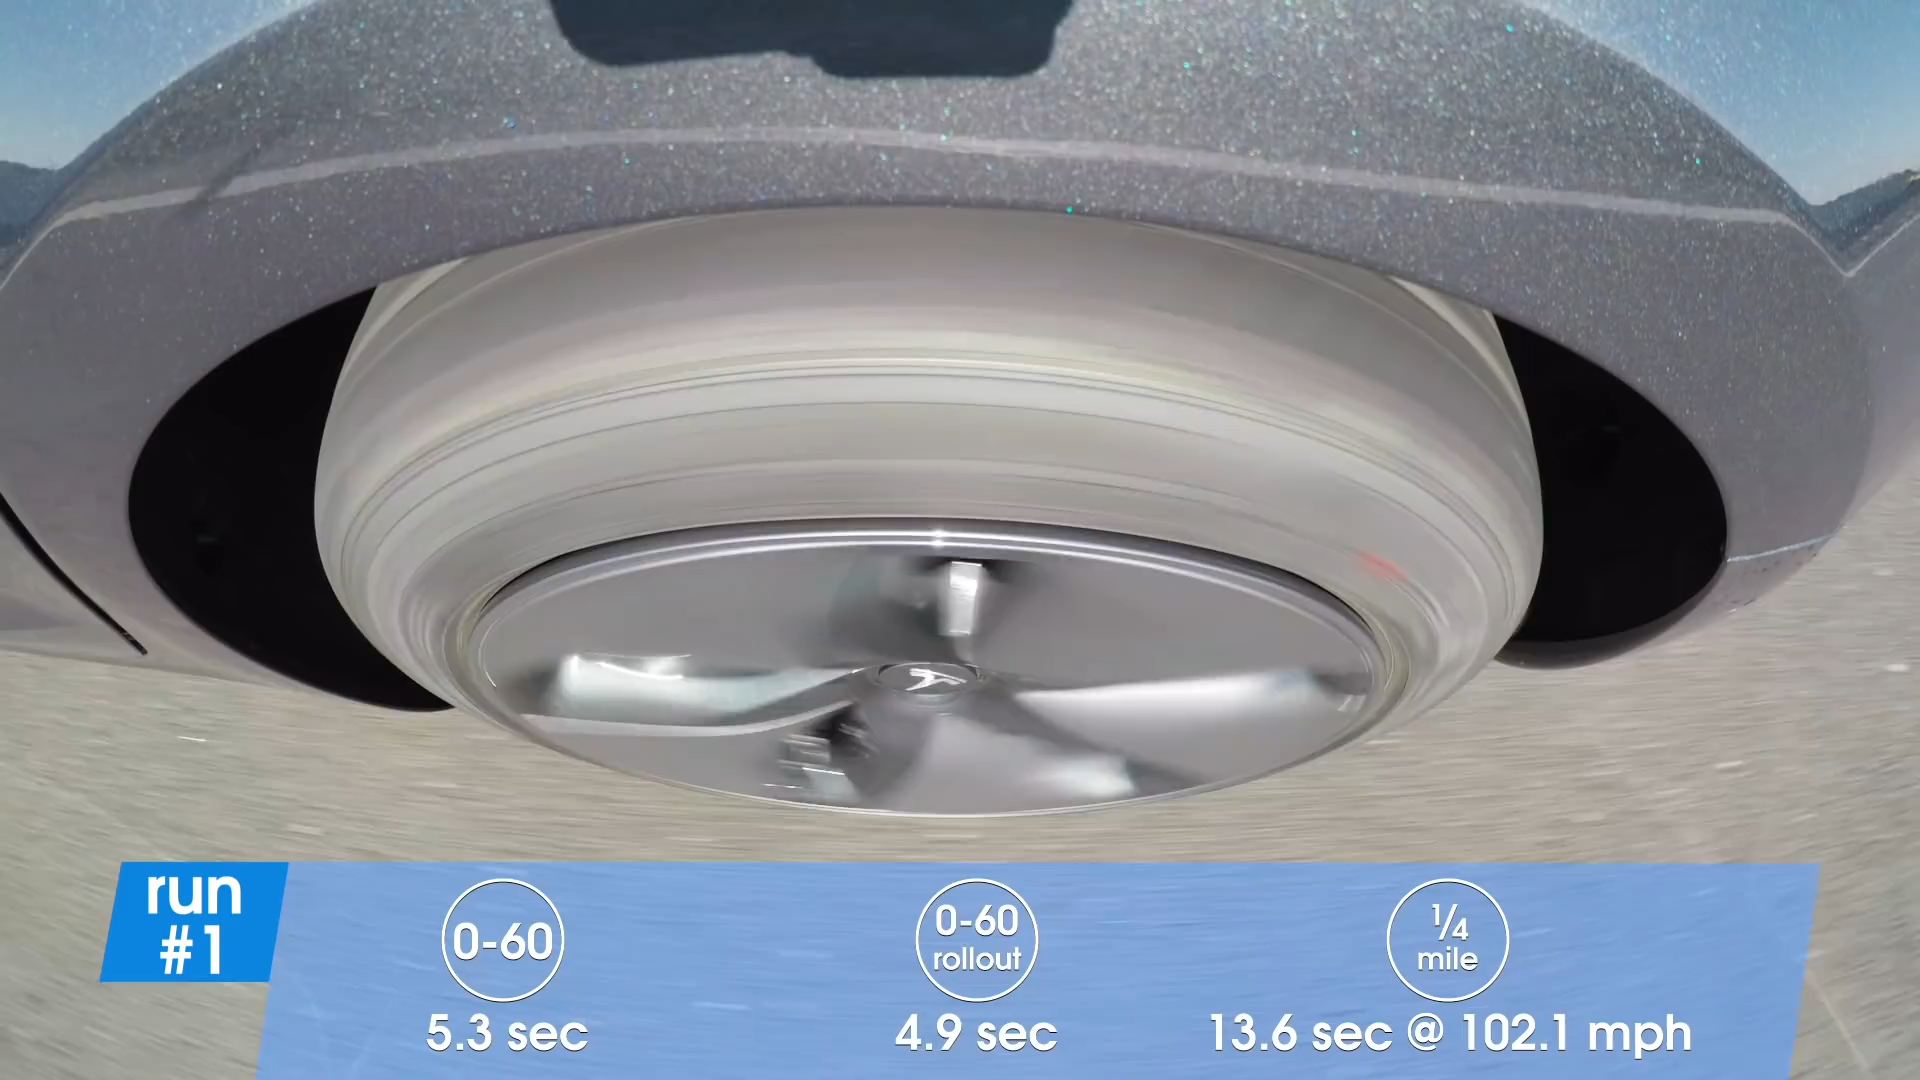 run
#1
0-60
5.3 sec
0-60
rollout
4.9 sec
1/4
mile
13.6 sec @ 102.1 mph